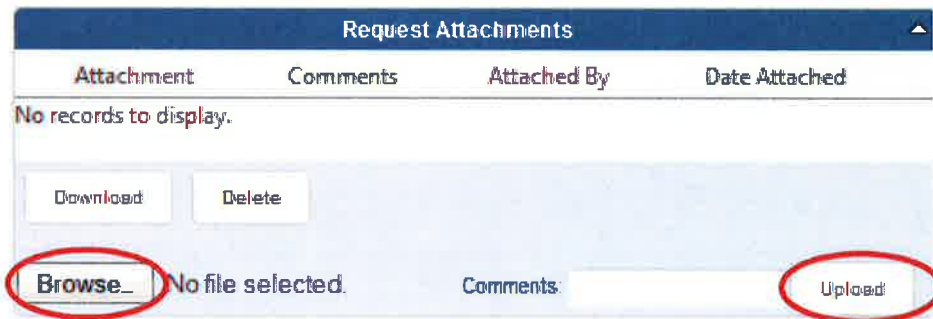 Request Attachments
Attachment Comments Attached By Date Attached
No records to display.
Download Delete
Browse... No file selected. Comments: Upload